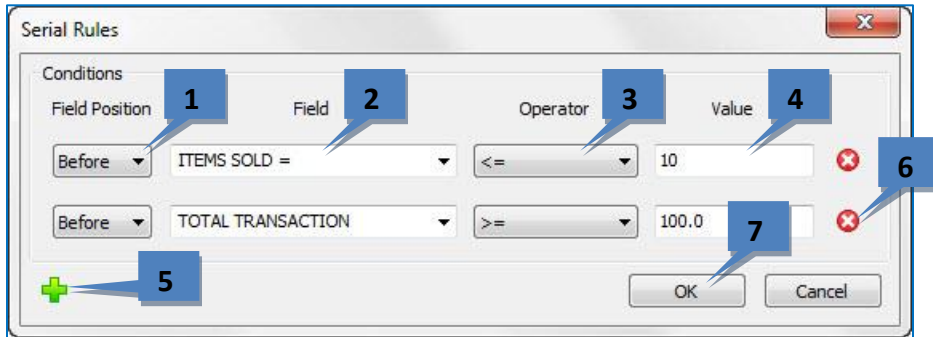 Serial Rules
Conditions
Field Position 1 Field 2 Operator 3 Value 4
Before ITEMS SOLD = <= 10
6
Before TOTAL TRANSACTION >= 100.0
7
5
OK Cancel